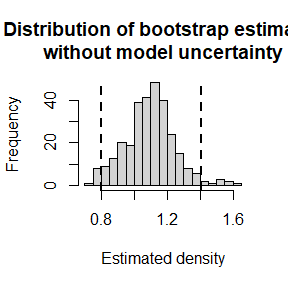 Distribution of bootstrap estima
without model uncertainty
Frequency
40
20
0
0.8 1.2 1.6
Estimated density